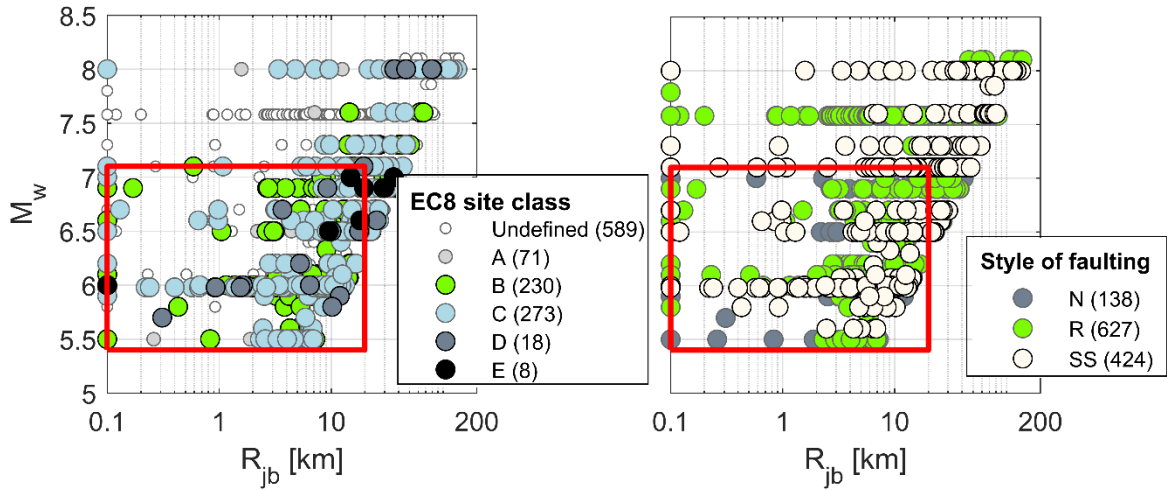 8.5
8
7.5
7
6.5
6
5.5
5
M_w
0.1 1 10 200
R_jb [km]
EC8 site class
Undefined (589)
A (71)
B (230)
C (273)
D (18)
E (8)
0.1 1 10 200
R_jb [km]
Style of faulting
N (138)
R (627)
SS (424)